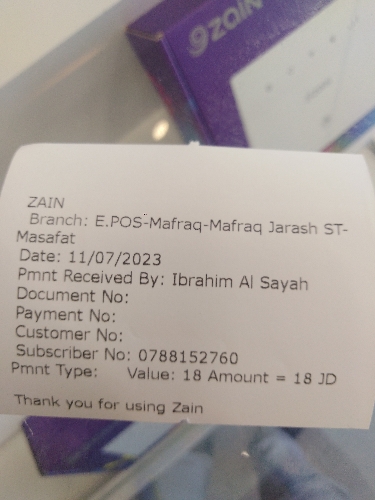 zain
ZAIN
Branch: E.POS-Mafraq-Mafraq Jarash ST-
Masafat
Date: 11/07/2023
Pmnt Received By: Ibrahim Al Sayah
Document No:
Payment No:
Customer No:
Subscriber No: 0788152760
Pmnt Type: Value: 18 Amount = 18 JD
Thank you for using Zain